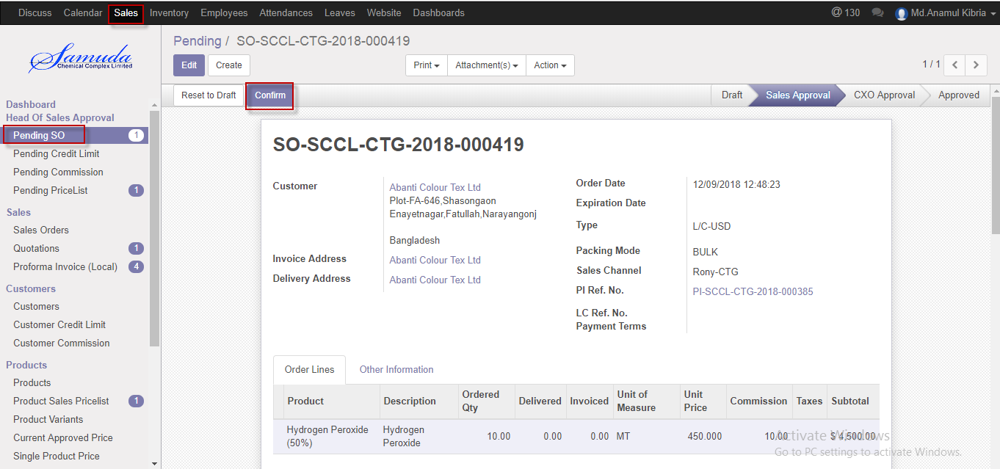 Discuss Calendar Sales Inventory Employees Attendances Leaves Website Dashboards @ 130 Md.Anamul Kibria
Samuda
Chemical Complex Limited
Pending / SO-SCCL-CTG-2018-000419
Edit Create Print Attachment(s) Action 1 / 1
Reset to Draft Confirm Draft Sales Approval CXO Approval Approved
Dashboard
Head Of Sales Approval
Pending SO 1
Pending Credit Limit
Pending Commission
Pending PriceList 1
Sales
Sales Orders
Quotations 1
Proforma Invoice (Local) 4
Customers
Customers
Customer Credit Limit
Customer Commission
Products
Products
Product Sales Pricelist 1
Product Variants
Current Approved Price
Single Product Price
SO-SCCL-CTG-2018-000419
Customer Abanti Colour Tex Ltd
Plot-FA-646,Shasongaon
Enayetnagar,Fatullah,Narayangonj
Bangladesh
Invoice Address Abanti Colour Tex Ltd
Delivery Address Abanti Colour Tex Ltd
Order Date 12/09/2018 12:48:23
Expiration Date
Type L/C-USD
Packing Mode BULK
Sales Channel Rony-CTG
PI Ref. No. PI-SCCL-CTG-2018-000385
LC Ref. No.
Payment Terms
Order Lines Other Information
Product Description Ordered Qty Delivered Invoiced Unit of Measure Unit Price Commission Taxes Subtotal
Hydrogen Peroxide (50%) Hydrogen Peroxide 10.00 0.00 0.00 MT 450.000 10.00 $ 4,500.00
Activate Windows
Go to PC settings to activate Windows.